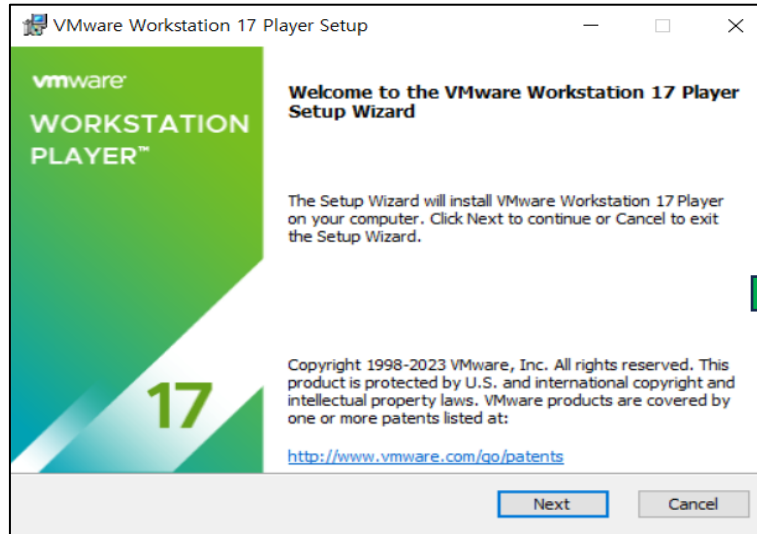 VMware Workstation 17 Player Setup
vmware®
WORKSTATION
PLAYER™
17
Welcome to the VMware Workstation 17 Player
Setup Wizard
The Setup Wizard will install VMware Workstation 17 Player
on your computer. Click Next to continue or Cancel to exit
the Setup Wizard.
Copyright 1998-2023 VMware, Inc. All rights reserved. This
product is protected by U.S. and international copyright and
intellectual property laws. VMware products are covered by
one or more patents listed at:
http://www.vmware.com/go/patents
Next
Cancel